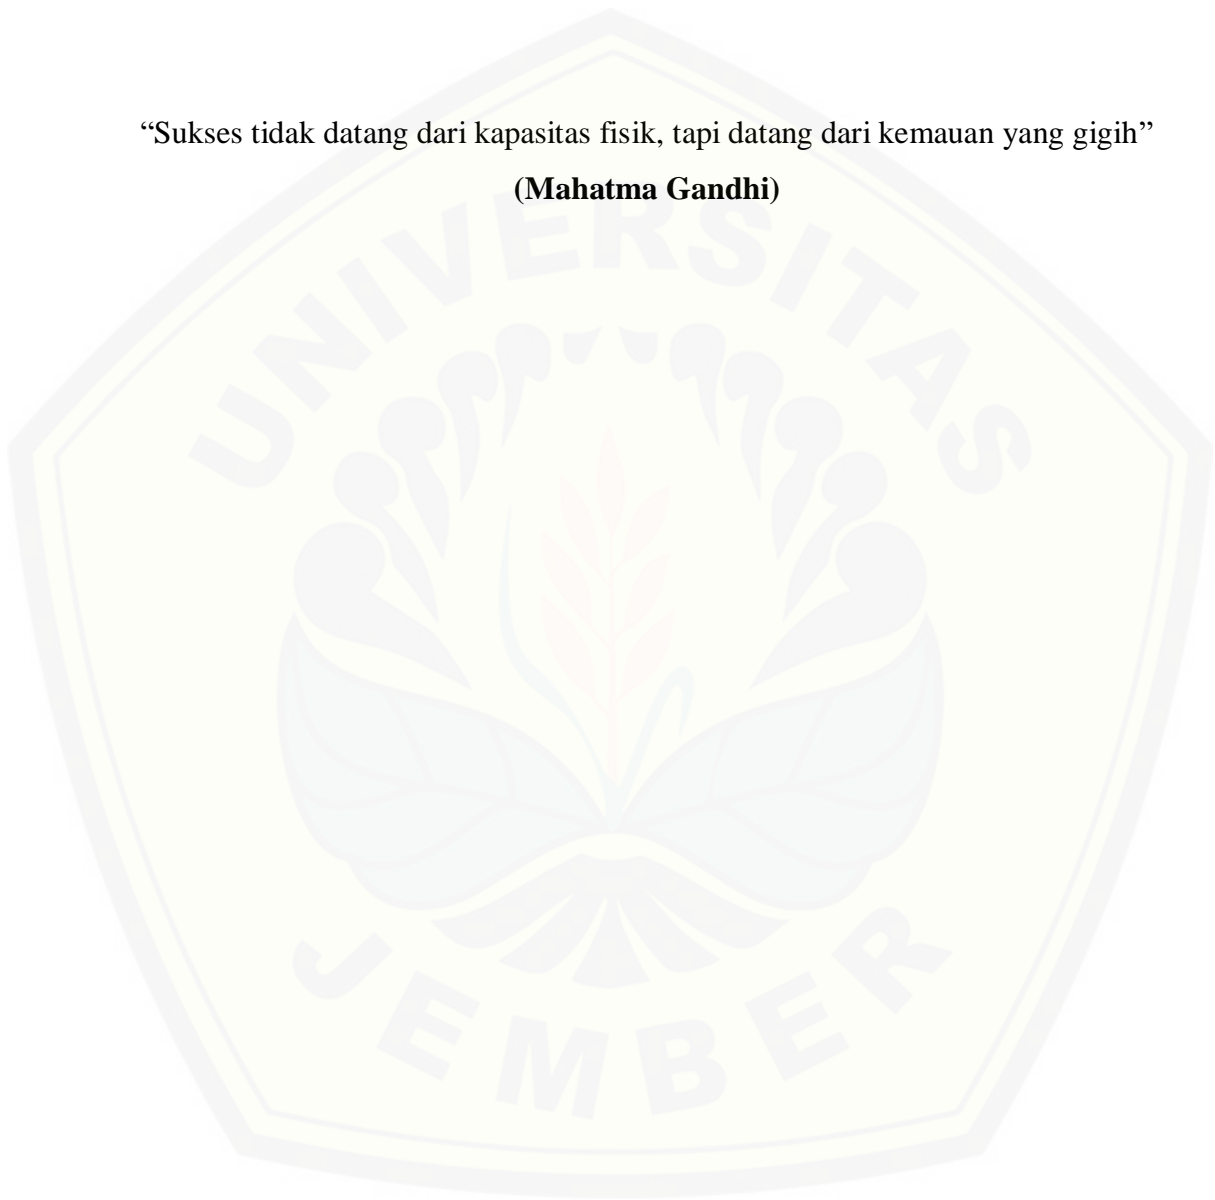 “Sukses tidak datang dari kapasitas fisik, tapi datang dari kemauan yang gigih”
(Mahatma Gandhi)
UNIVERSITAS
JEMBER